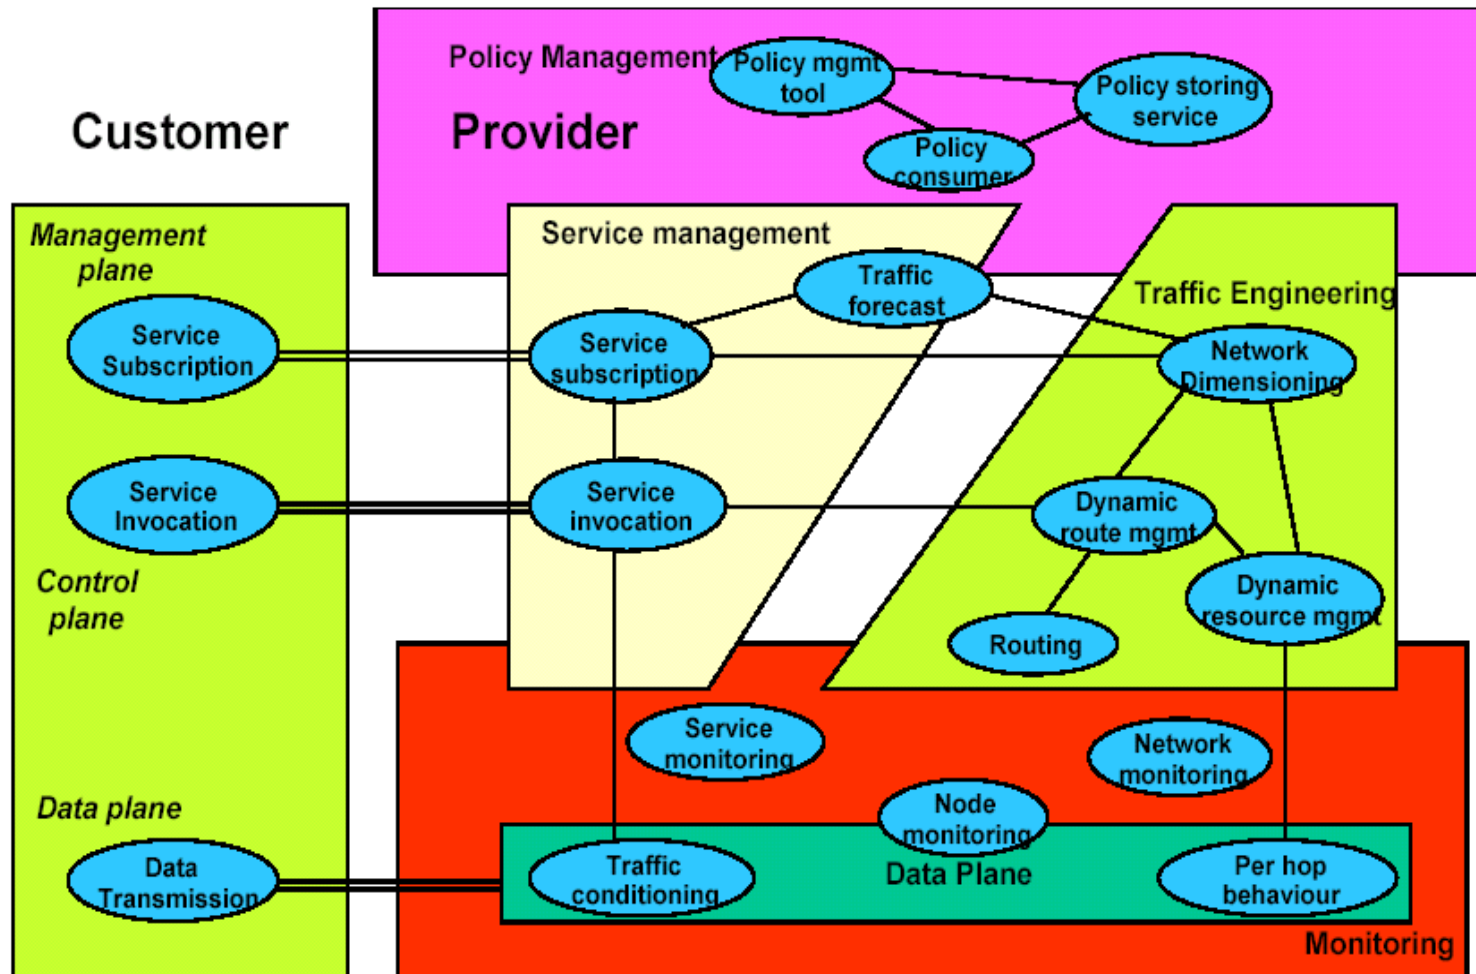 Policy Management
Policy mgmt
tool
Policy storing
service
Policy
consumer
Customer
Provider
Management
plane
Service management
Traffic
forecast
Traffic Engineering
Service
Subscription
Service
subscription
Network
Dimensioning
Service
Invocation
Service
invocation
Dynamic
route mgmt
Control
plane
Dynamic
resource mgmt
Routing
Service
monitoring
Network
monitoring
Data plane
Node
monitoring
Data
Transmission
Traffic
conditioning
Data Plane
Per hop
behaviour
Monitoring